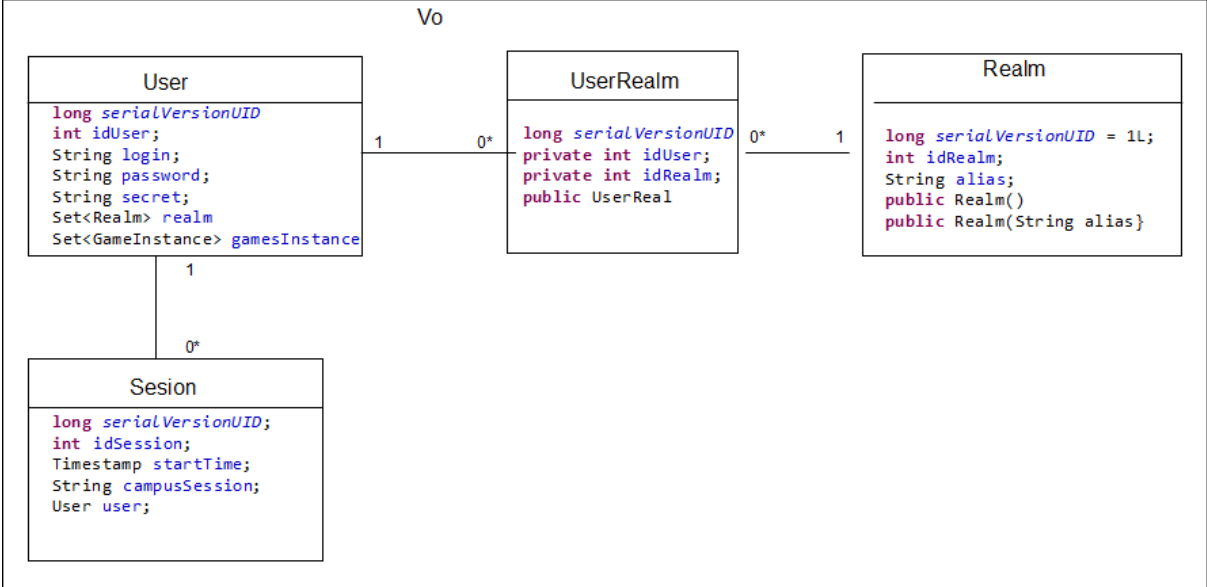 Vo
User
long serialVersionUID
int idUser;
String login;
String password;
String secret;
Set<Realm> realm
Set<GameInstance> gamesInstance
1
0*
UserRealm
long serialVersionUID
private int idUser;
private int idRealm;
public UserReal
0*
1
Realm
long serialVersionUID = 1L;
int idRealm;
String alias;
public Realm()
public Realm(String alias}
1
0*
Sesion
long serialVersionUID;
int idSession;
Timestamp startTime;
String campusSession;
User user;